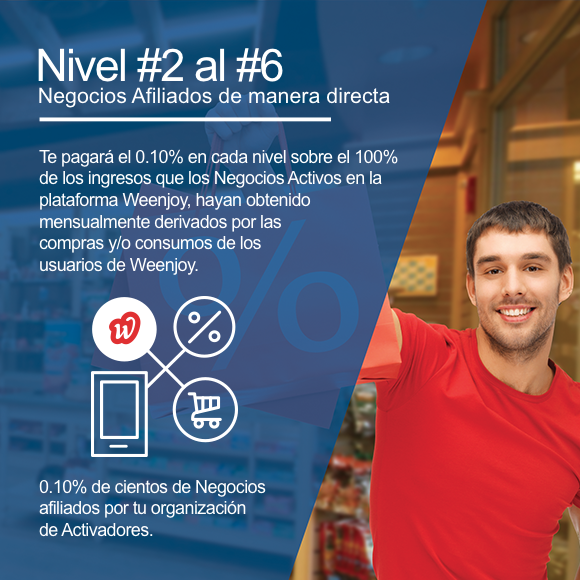 Nivel #2 al #6
Negocios Afiliados de manera directa
Te pagará el 0.10% en cada nivel sobre el 100%
de los ingresos que los Negocios Activos en la
plataforma Weenjoy, hayan obtenido
mensualmente derivados por las
compras y/o consumos de los
usuarios de Weenjoy.
%
w
%
0.10% de cientos de Negocios
afiliados por tu organización
de Activadores.